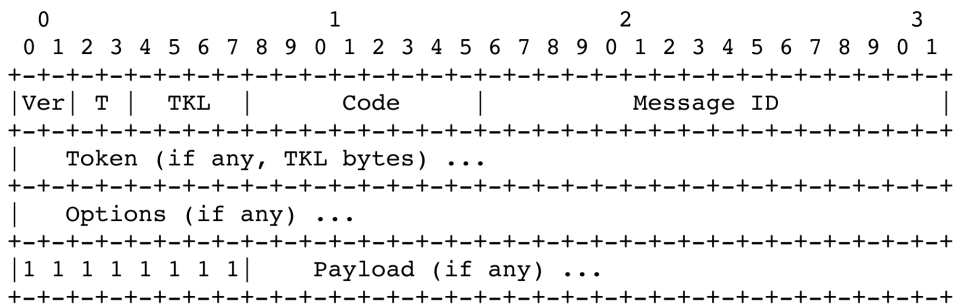 0                   1                   2                   3
 0 1 2 3 4 5 6 7 8 9 0 1 2 3 4 5 6 7 8 9 0 1 2 3 4 5 6 7 8 9 0 1
+-+-+-+-+-+-+-+-+-+-+-+-+-+-+-+-+-+-+-+-+-+-+-+-+-+-+-+-+-+-+-+-+
|Ver| T |  TKL  |      Code     |          Message ID           |
+-+-+-+-+-+-+-+-+-+-+-+-+-+-+-+-+-+-+-+-+-+-+-+-+-+-+-+-+-+-+-+-+
|   Token (if any, TKL bytes) ...
+-+-+-+-+-+-+-+-+-+-+-+-+-+-+-+-+-+-+-+-+-+-+-+-+-+-+-+-+-+-+-+-+
|   Options (if any) ...
+-+-+-+-+-+-+-+-+-+-+-+-+-+-+-+-+-+-+-+-+-+-+-+-+-+-+-+-+-+-+-+-+
|1 1 1 1 1 1 1 1|    Payload (if any) ...
+-+-+-+-+-+-+-+-+-+-+-+-+-+-+-+-+-+-+-+-+-+-+-+-+-+-+-+-+-+-+-+-+